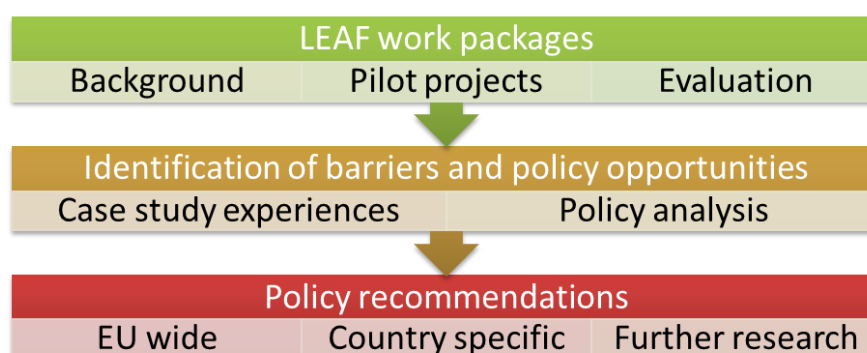 LEAF work packages
Background Pilot projects Evaluation
Identification of barriers and policy opportunities
Case study experiences Policy analysis
Policy recommendations
EU wide Country specific Further research